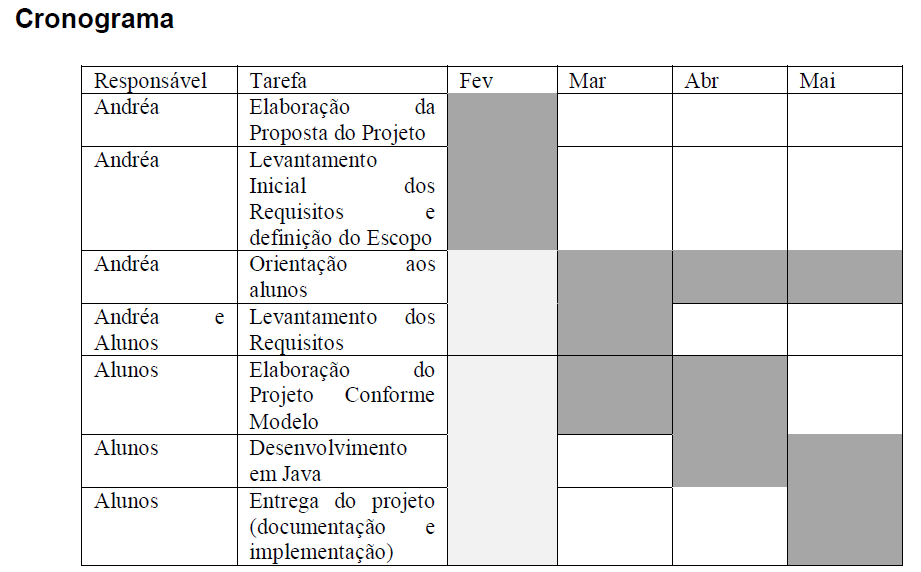 Cronograma
Responsável Tarefa Fev Mar Abr Mai
Andréa Elaboração da
Proposta do Projeto
Andréa Levantamento
Inicial dos
Requisitos e
definição do Escopo
Andréa Orientação aos
alunos
Andréa e Levantamento dos
Alunos Requisitos
Alunos Elaboração do
Projeto Conforme
Modelo
Alunos Desenvolvimento
em Java
Alunos Entrega do projeto
(documentação e
implementação)